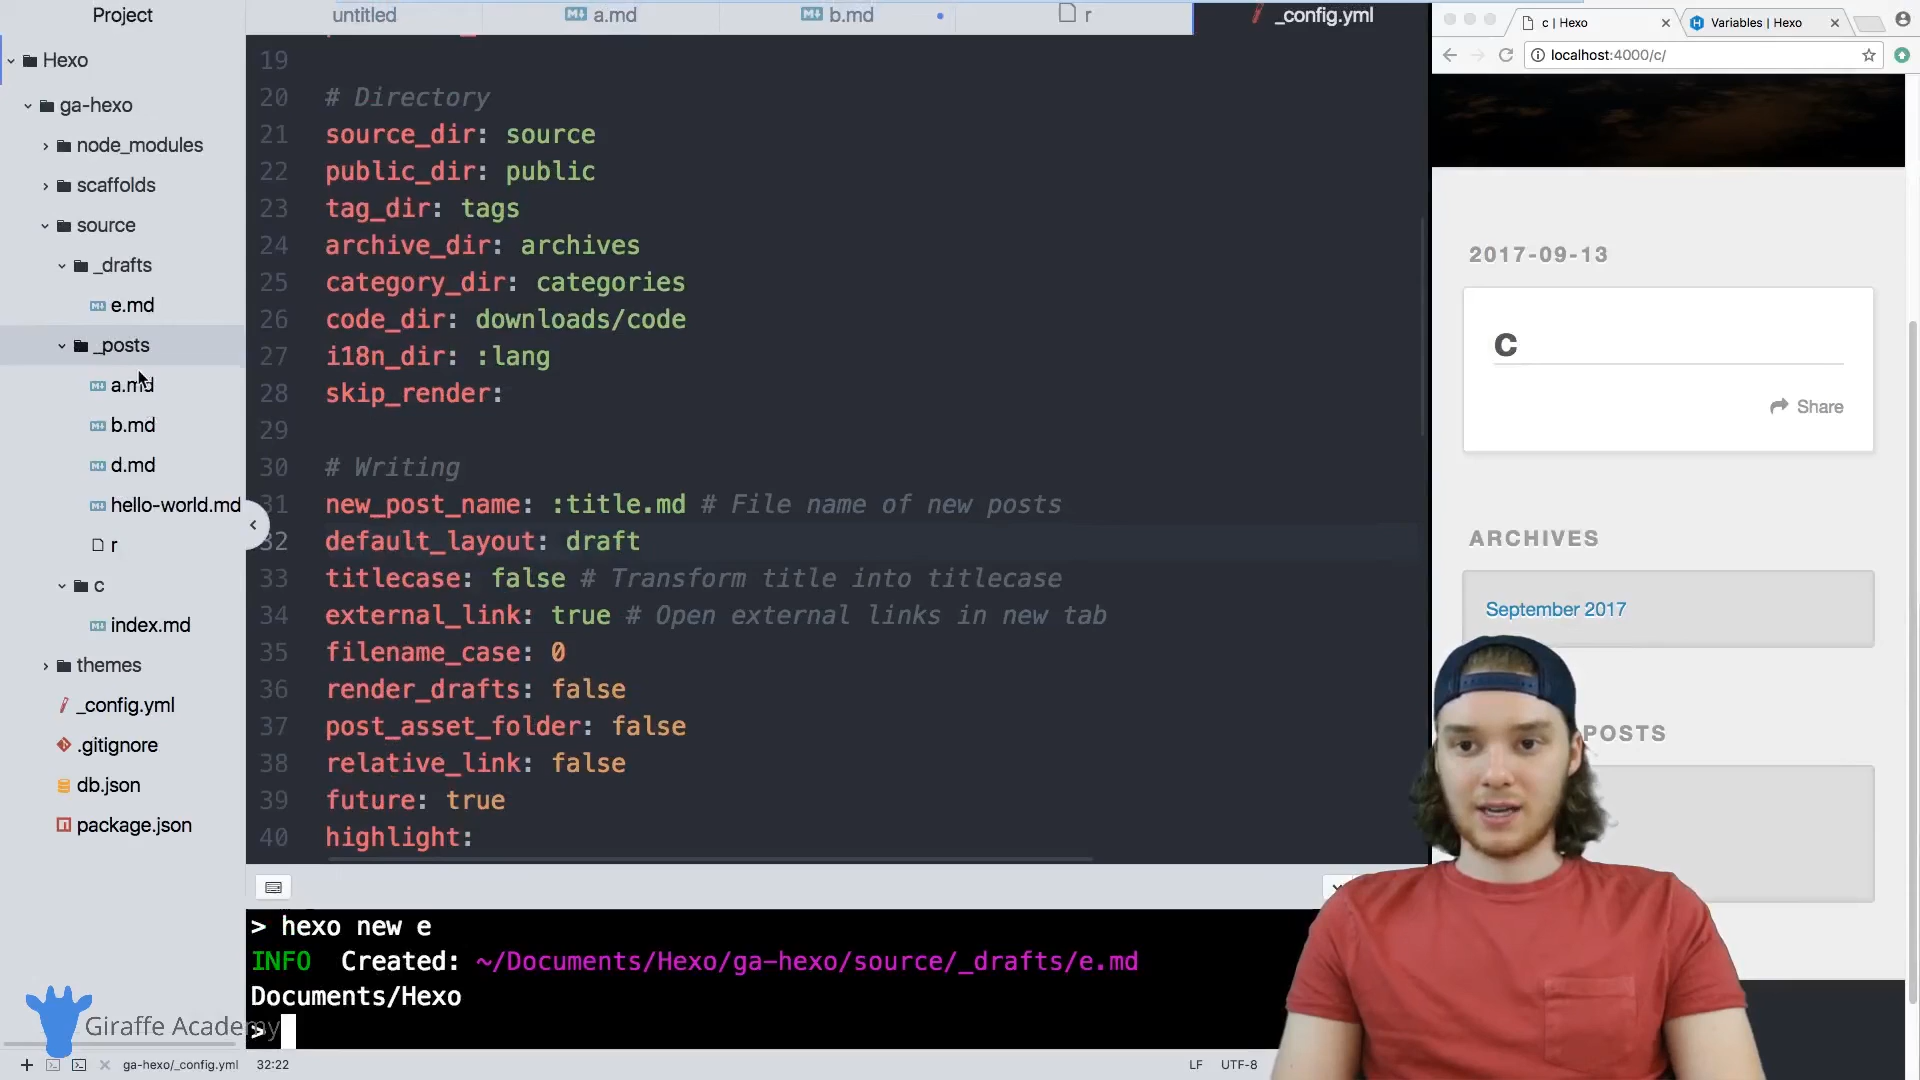 Project
untitled
a.md
b.md
r
_config.yml
c | Hexo
Variables | Hexo
localhost:4000/c/
Hexo
ga-hexo
node_modules
scaffolds
source
_drafts
e.md
_posts
a.md
b.md
d.md
hello-world.md
r
c
index.md
themes
_config.yml
.gitignore
db.json
package.json
19
20 # Directory
21 source_dir: source
22 public_dir: public
23 tag_dir: tags
24 archive_dir: archives
25 category_dir: categories
26 code_dir: downloads/code
27 i18n_dir: :lang
28 skip_render:
29
30 # Writing
31 new_post_name: :title.md # File name of new posts
32 default_layout: draft
33 titlecase: false # Transform title into titlecase
34 external_link: true # Open external links in new tab
35 filename_case: 0
36 render_drafts: false
37 post_asset_folder: false
38 relative_link: false
39 future: true
40 highlight:
2017-09-13
C
Share
ARCHIVES
September 2017
POSTS
> hexo new e
INFO Created: ~/Documents/Hexo/ga-hexo/source/_drafts/e.md
Documents/Hexo
>
Giraffe Academy
ga-hexo/_config.yml 32:22
LF UTF-8